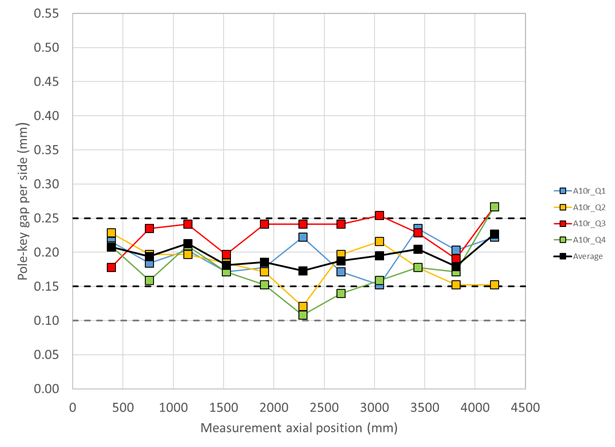 0.55
0.50
0.45
0.40
0.35
0.30
0.25
0.20
0.15
0.10
0.05
0.00
Pole-key gap per side (mm)
0 500 1000 1500 2000 2500 3000 3500 4000 4500
Measurement axial position (mm)
A10r_Q1
A10r_Q2
A10r_Q3
A10r_Q4
Average